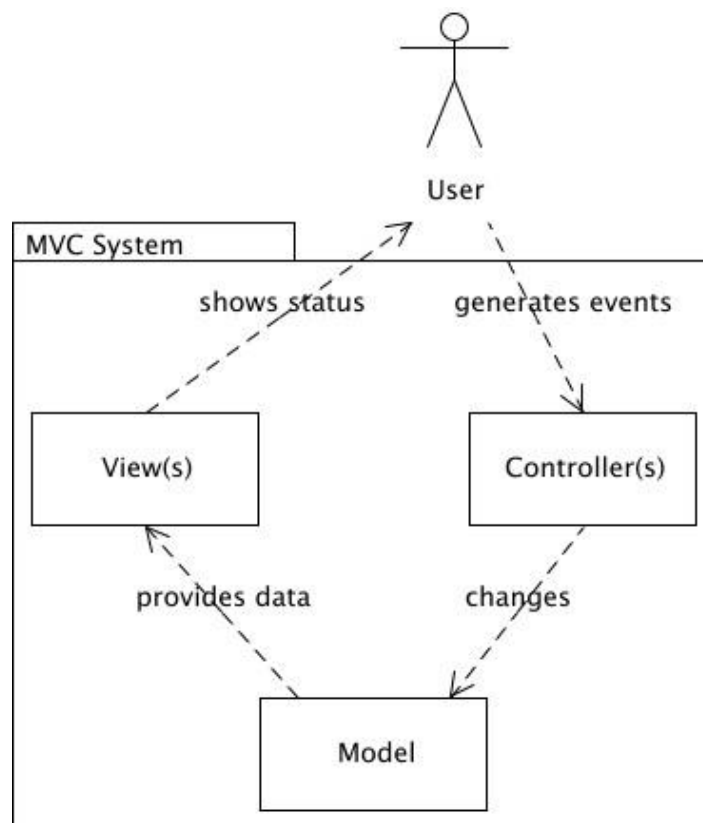 User
MVC System
shows status
generates events
View(s)
Controller(s)
provides data
changes
Model